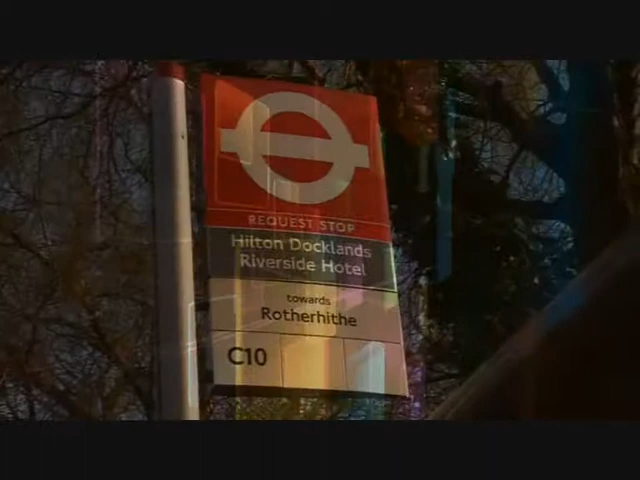 REQUEST STOP
Hilton Docklands
Riverside Hotel
towards
Rotherhithe
C10